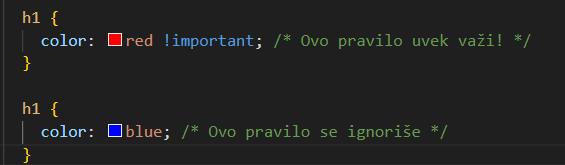 h1 {
color: red !important; /* Ovo pravilo uvek važi! */
}
h1 {
color: blue; /* Ovo pravilo se ignoriše */
}